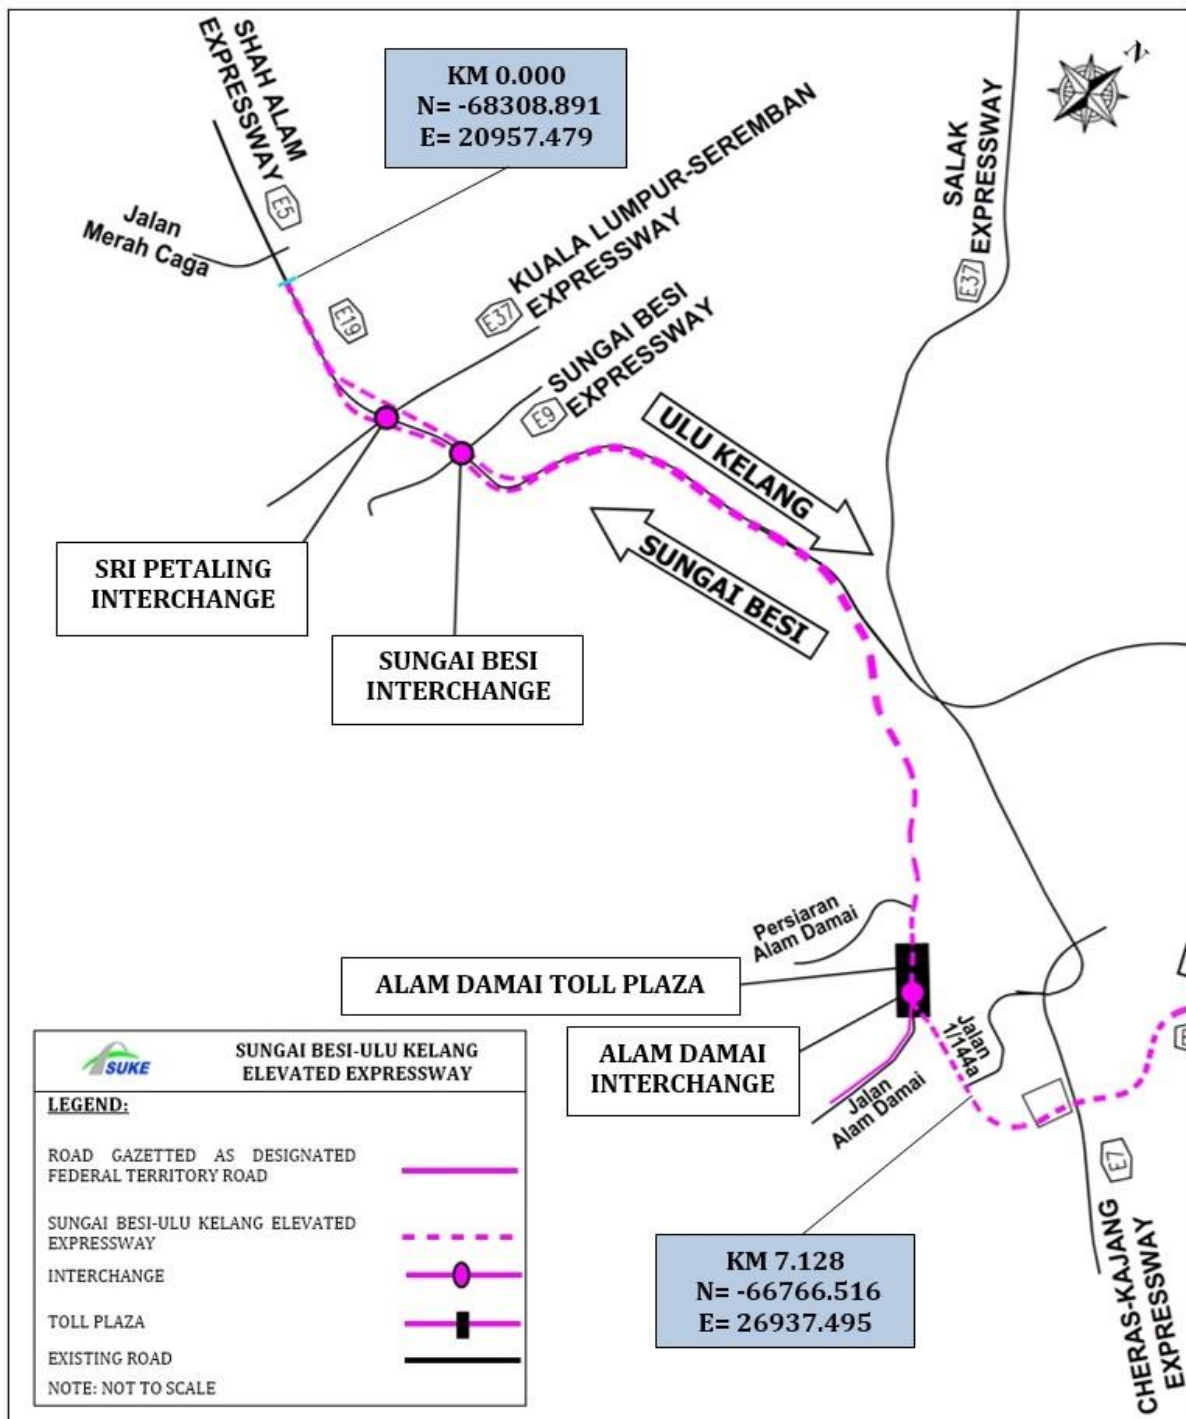 SHAH ALAM
EXPRESSWAY
E5
KM 0.000
N= -68308.891
E= 20957.479
N
Jalan
Merah Caga
E19
KUALA LUMPUR-SEREMBAN
EXPRESSWAY
E37
SUNGAI BESI
EXPRESSWAY
E9
SALAK
EXPRESSWAY
E37
ULU KELANG
SUNGAI BESI
SRI PETALING
INTERCHANGE
SUNGAI BESI
INTERCHANGE
Persiaran
Alam Damai
ALAM DAMAI TOLL PLAZA
ALAM DAMAI
INTERCHANGE
Jalan
1/144a
Jalan
Alam Damai
E7
CHERAS-KAJANG
EXPRESSWAY
KM 7.128
N= -66766.516
E= 26937.495
SUKE
SUNGAI BESI-ULU KELANG
ELEVATED EXPRESSWAY
LEGEND:
ROAD GAZETTED AS DESIGNATED
FEDERAL TERRITORY ROAD
SUNGAI BESI-ULU KELANG ELEVATED
EXPRESSWAY
INTERCHANGE
TOLL PLAZA
EXISTING ROAD
NOTE: NOT TO SCALE